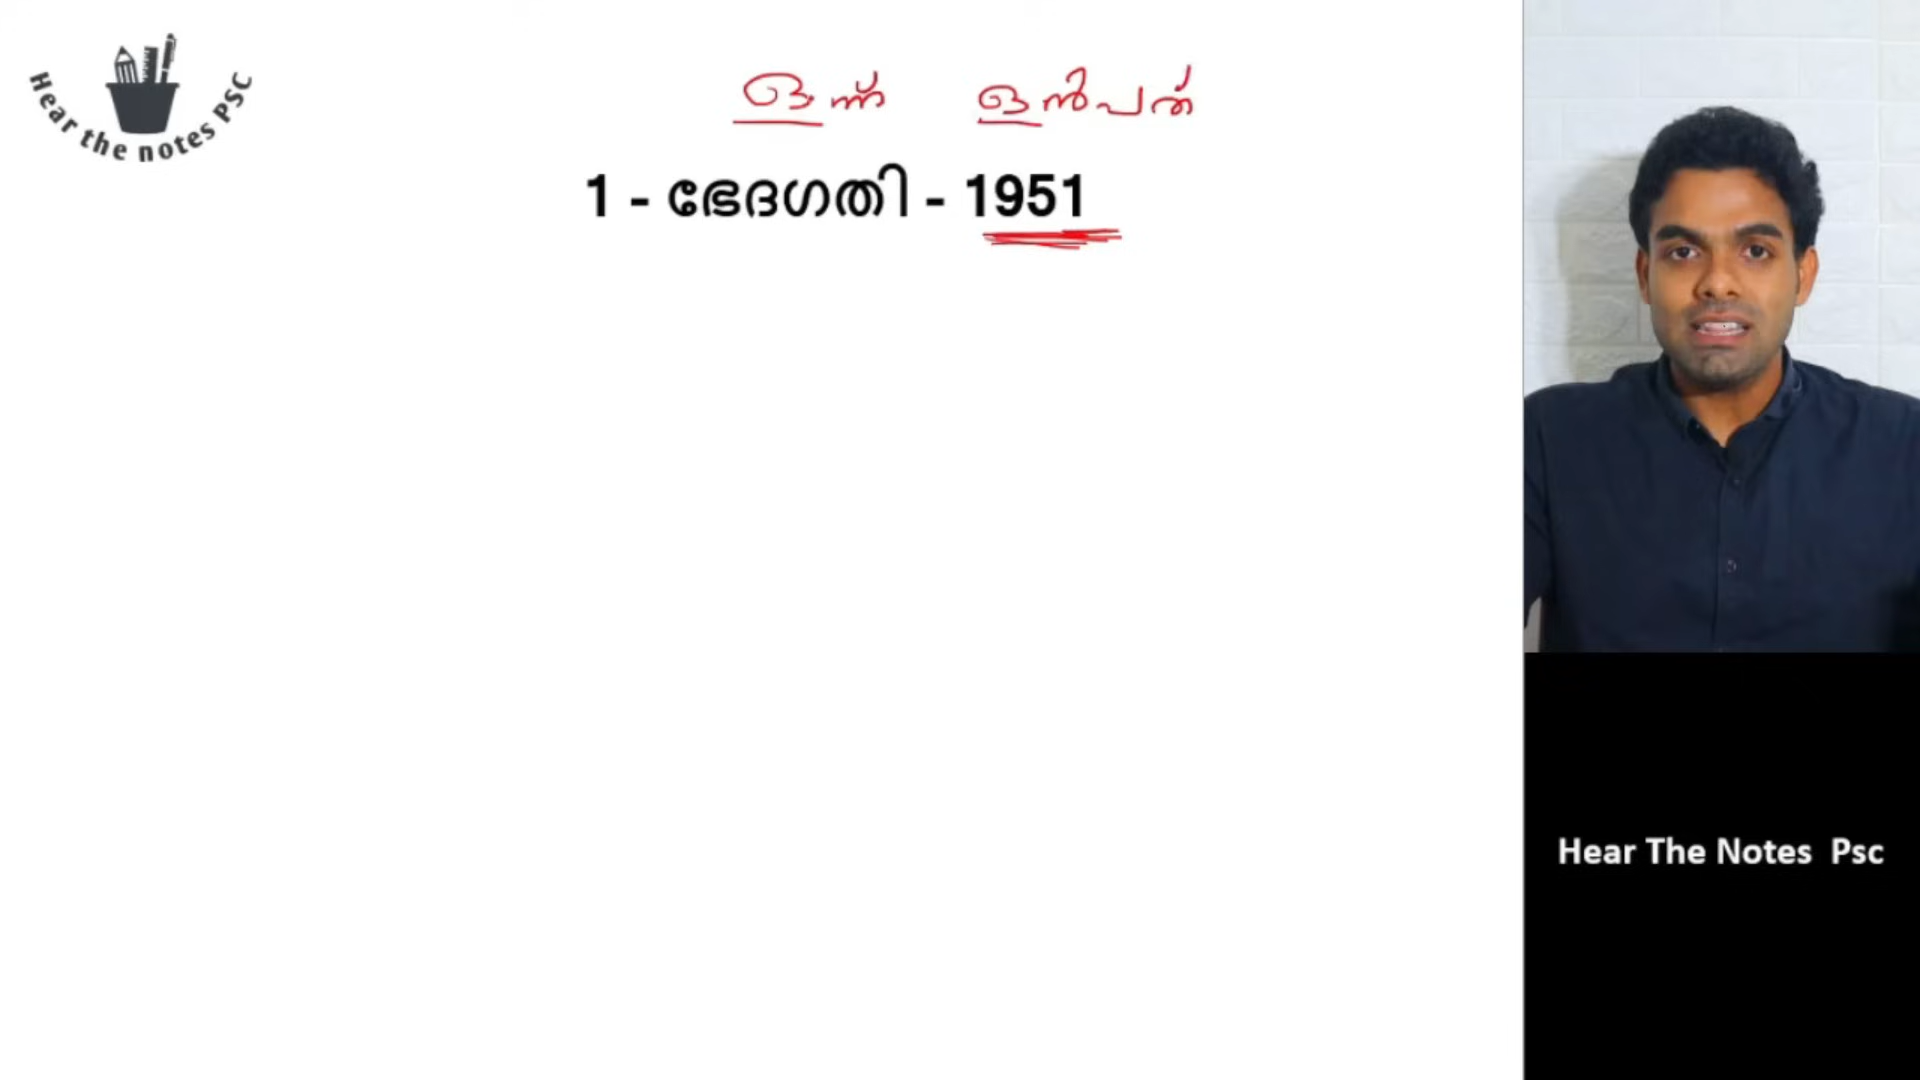 Hear the notes PSC
ഒന്ന് ഒൻപത്
1 - ഭേദഗതി - 1951
Hear The Notes Psc